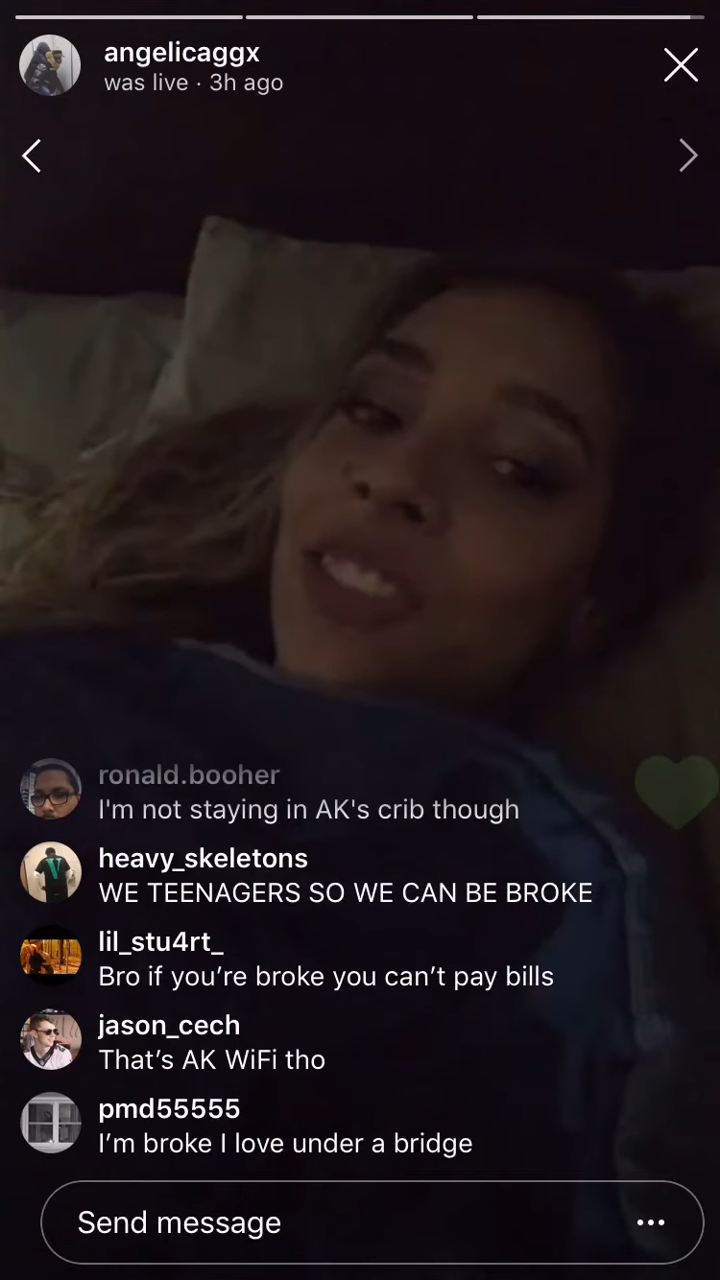 angelicaggx
was live · 3h ago
ronald.booher
I'm not staying in AK's crib though
heavy_skeletons
WE TEENAGERS SO WE CAN BE BROKE
lil_stu4rt_
Bro if you’re broke you can’t pay bills
jason_cech
That’s AK WiFi tho
pmd55555
I’m broke I love under a bridge
Send message